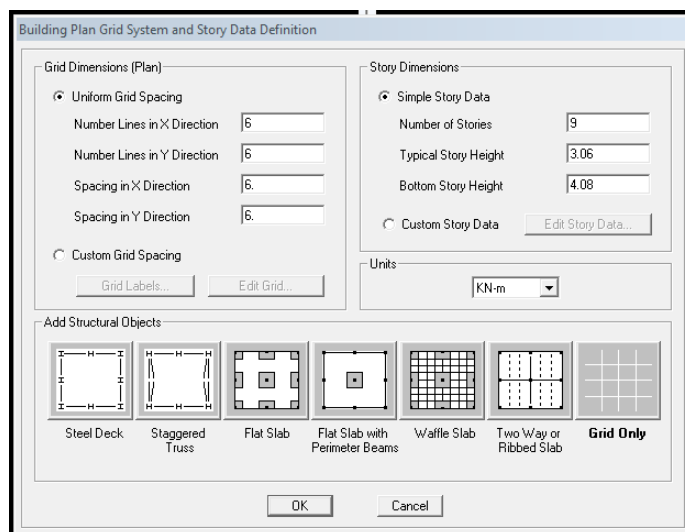 Building Plan Grid System and Story Data Definition
Grid Dimensions (Plan)
Uniform Grid Spacing
Number Lines in X Direction 6
Number Lines in Y Direction 6
Spacing in X Direction 6.
Spacing in Y Direction 6.
Custom Grid Spacing
Grid Labels... Edit Grid...
Story Dimensions
Simple Story Data
Number of Stories 9
Typical Story Height 3.06
Bottom Story Height 4.08
Custom Story Data Edit Story Data...
Units
KN-m
Add Structural Objects
Steel Deck
Staggered
Truss
Flat Slab
Flat Slab with
Perimeter Beams
Waffle Slab
Two Way or
Ribbed Slab
Grid Only
OK Cancel